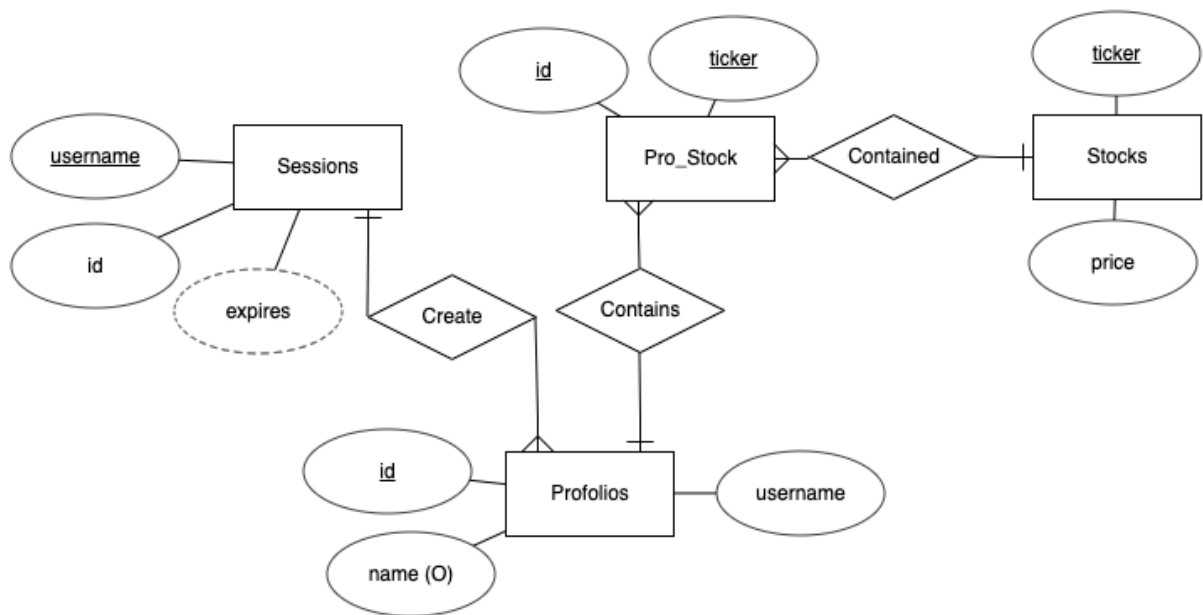 ticker
id
ticker
username
Sessions
Pro_Stock
Contained
Stocks
id
expires
price
Create
Contains
id
Profolios
username
name (O)